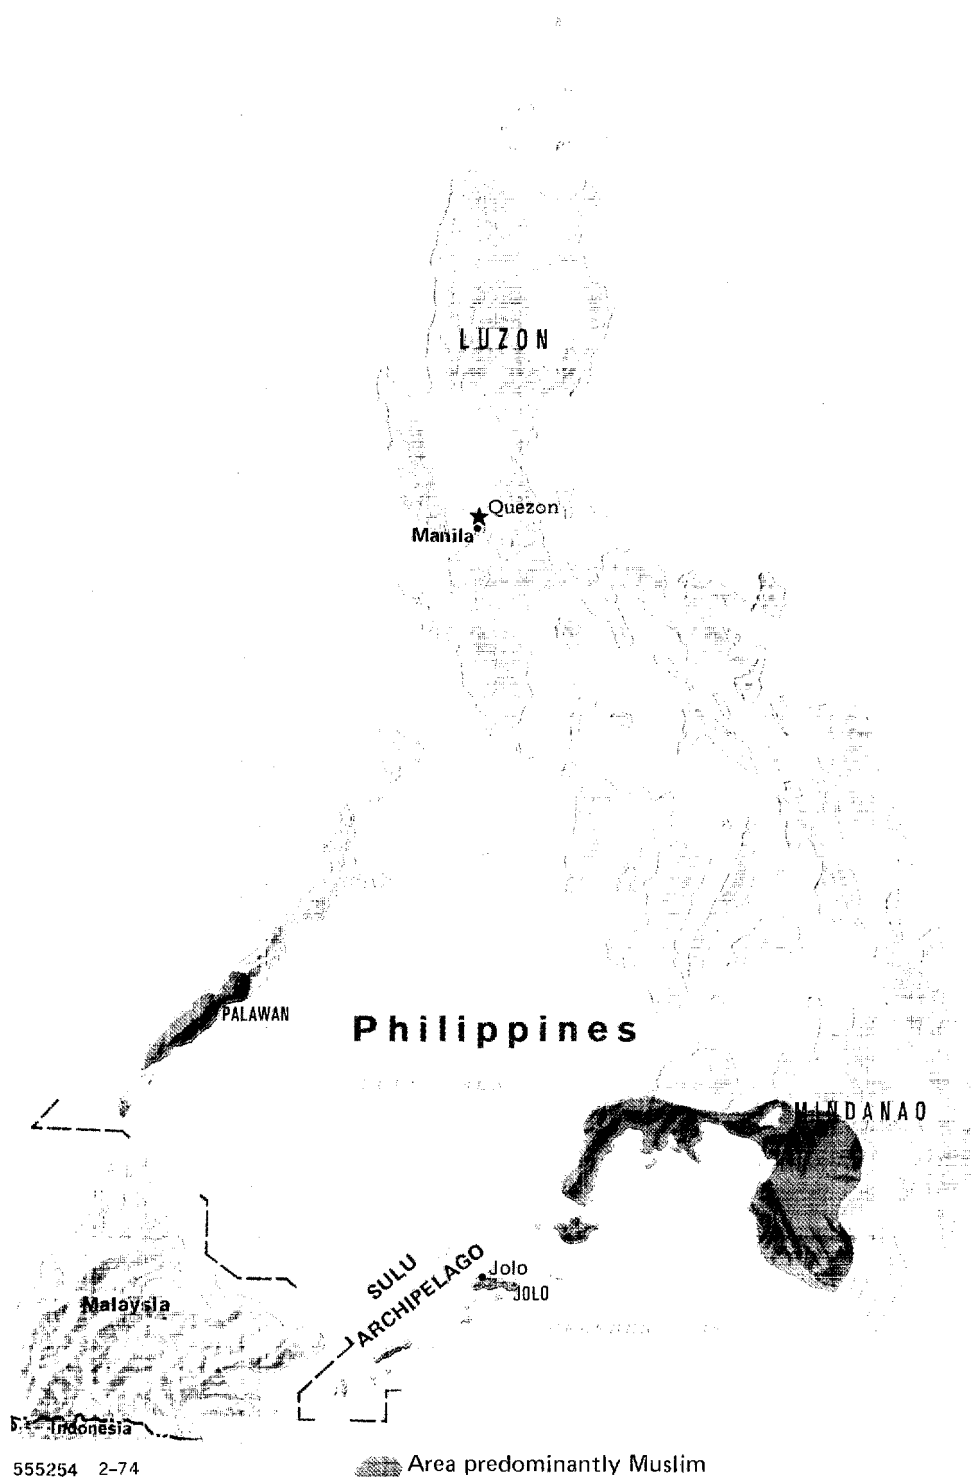 LUZON
Quezon
Manila
PALAWAN
Philippines
MINDANAO
SULU
ARCHIPELAGO
Jolo
JOLO
Malaysia
Indonesia
555254 2-74
Area predominantly Muslim